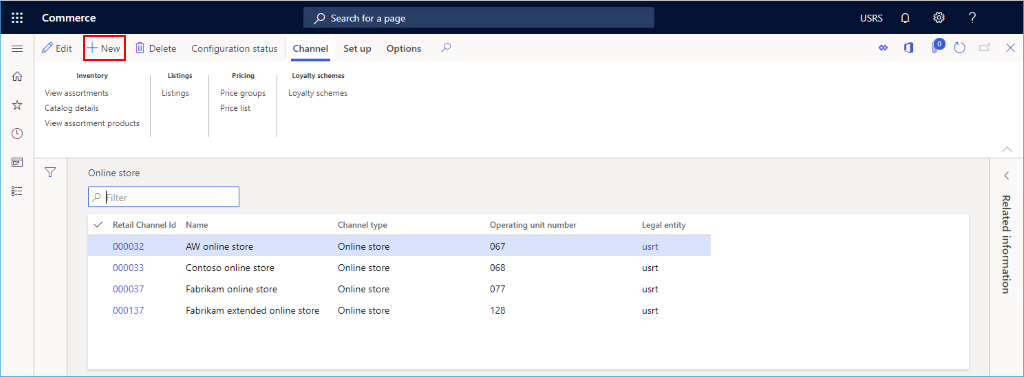 Commerce
Search for a page
USRS
?
Edit
New
Delete
Configuration status
Channel
Set up
Options
0
Inventory
View assortments
Catalog details
View assortment products
Listings
Listings
Pricing
Price groups
Price list
Loyalty schemes
Loyalty schemes
Online store
Filter
Retail Channel Id Name Channel type Operating unit number Legal entity
000032 AW online store Online store 067 usrt
000033 Contoso online store Online store 068 usrt
000037 Fabrikam online store Online store 077 usrt
000137 Fabrikam extended online store Online store 128 usrt
Related information